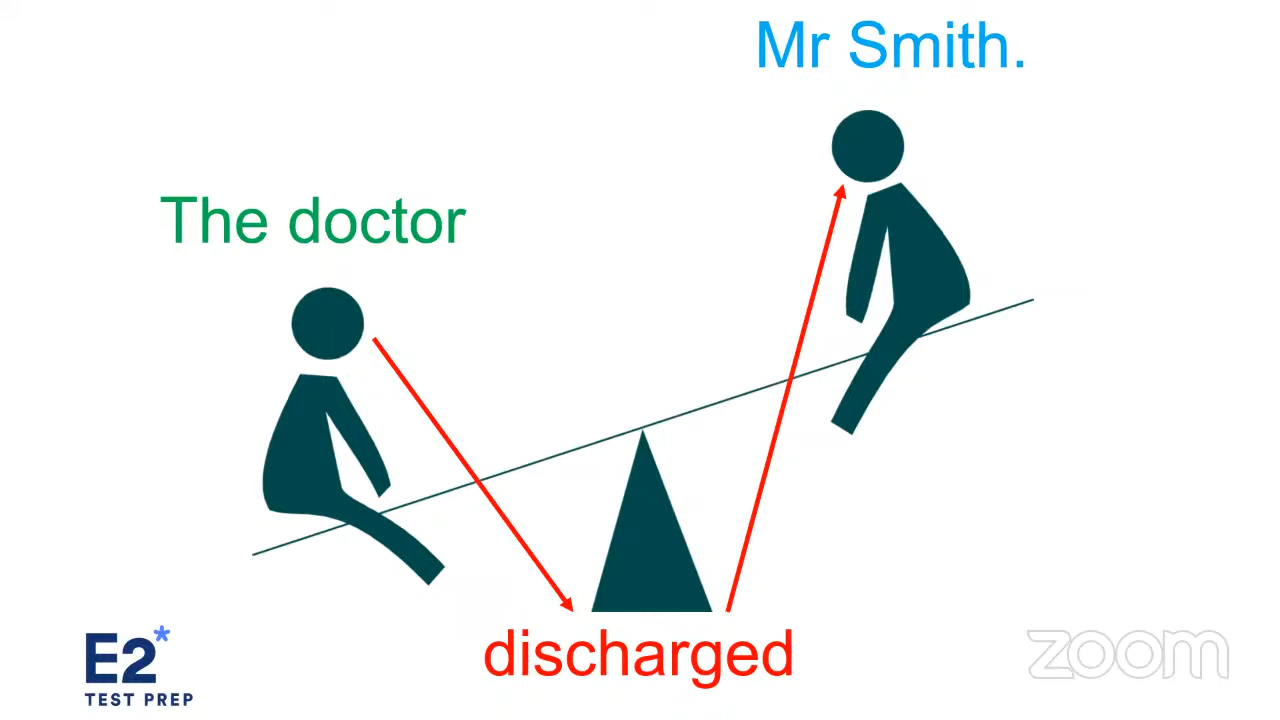 Mr Smith.
The doctor
discharged
E2*
TEST PREP
zoom